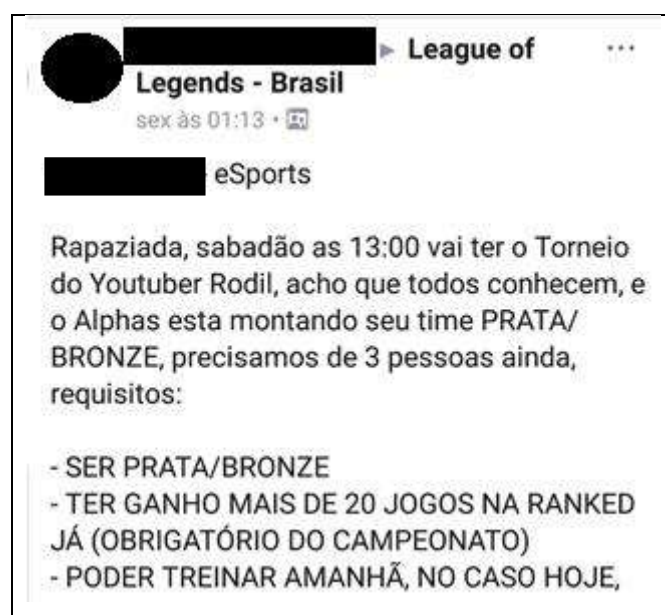 ▸ League of
Legends - Brasil
sex às 01:13 ·
eSports
Rapaziada, sabadão as 13:00 vai ter o Torneio
do Youtuber Rodil, acho que todos conhecem, e
o Alphas esta montando seu time PRATA/
BRONZE, precisamos de 3 pessoas ainda,
requisitos:
- SER PRATA/BRONZE
- TER GANHO MAIS DE 20 JOGOS NA RANKED
JÁ (OBRIGATÓRIO DO CAMPEONATO)
- PODER TREINAR AMANHÃ, NO CASO HOJE,